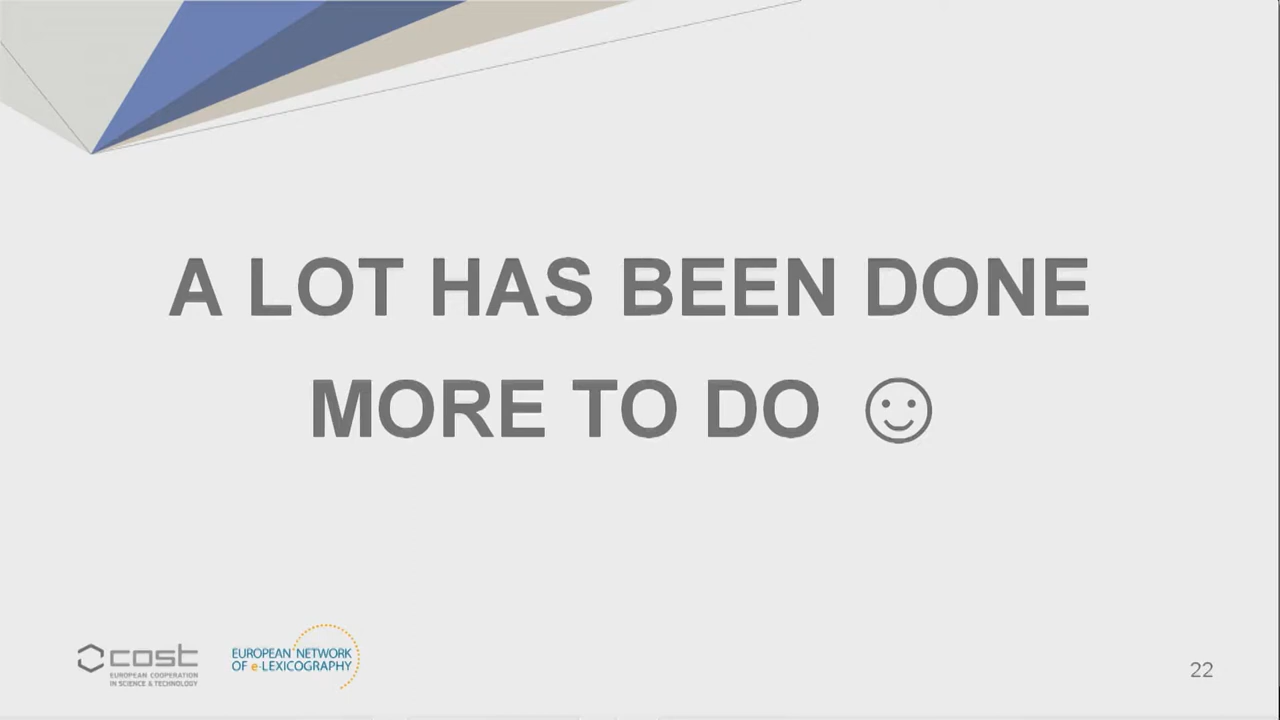 A LOT HAS BEEN DONE
MORE TO DO ☺
cost
EUROPEAN COOPERATION
IN SCIENCE & TECHNOLOGY
EUROPEAN NETWORK
OF e-LEXICOGRAPHY
22